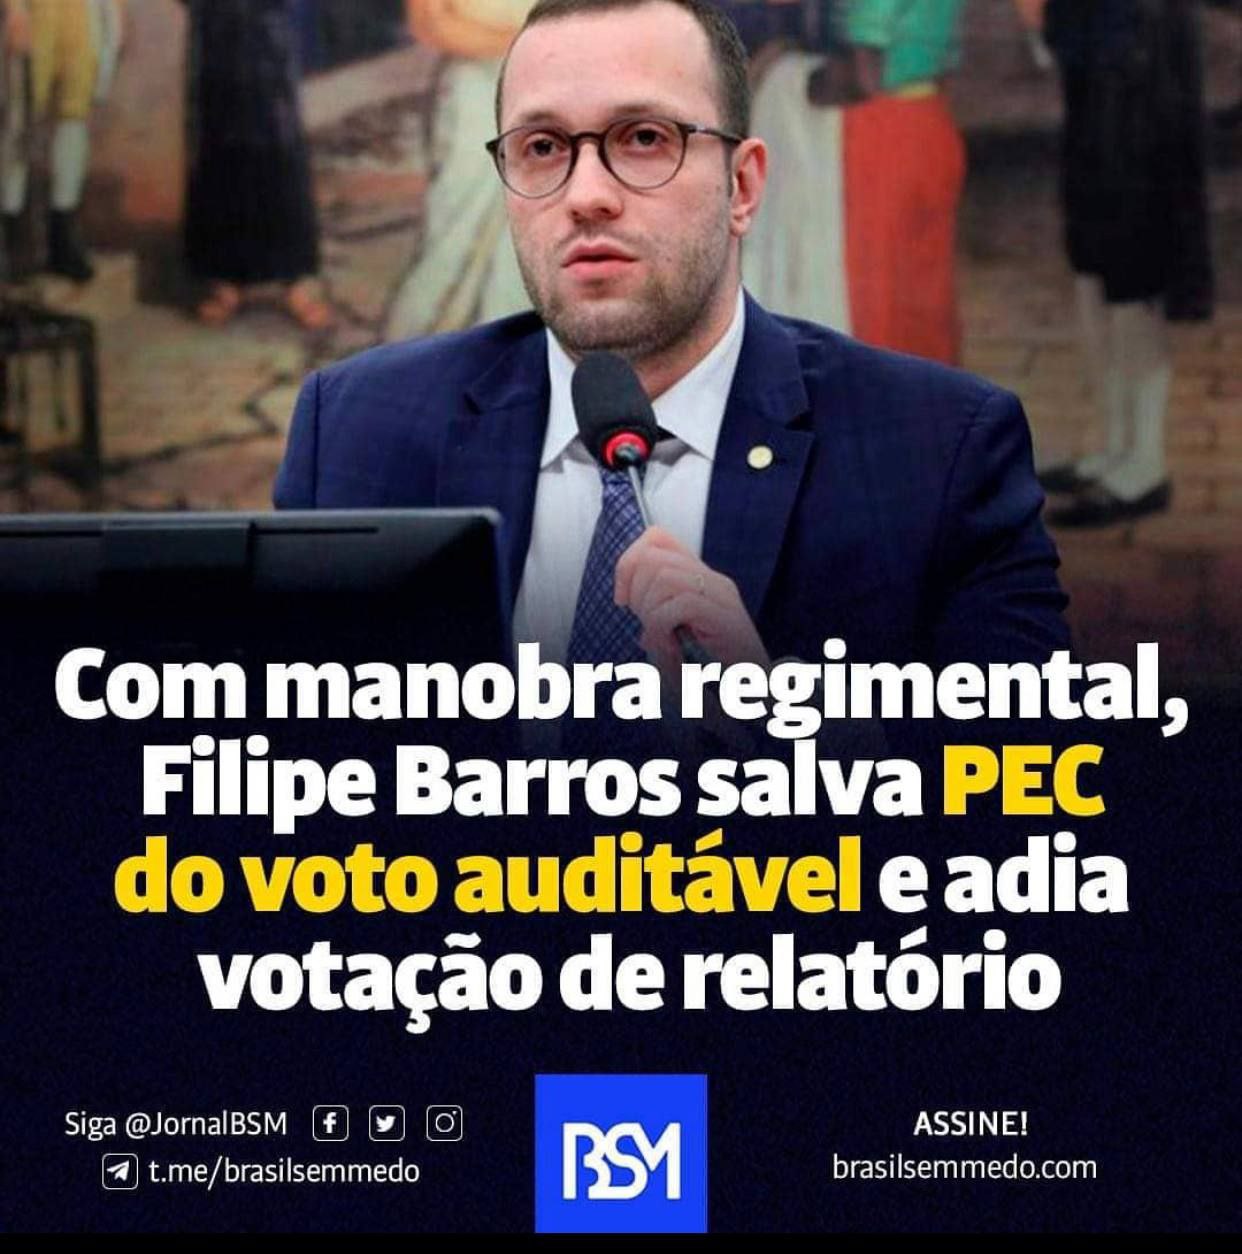 Com manobra regimental,
Filipe Barros salva PEC
do voto auditável e adia
votação de relatório
Siga @JornalBSM
t.me/brasilsemmedo
BSM
ASSINE!
brasilsemmedo.com